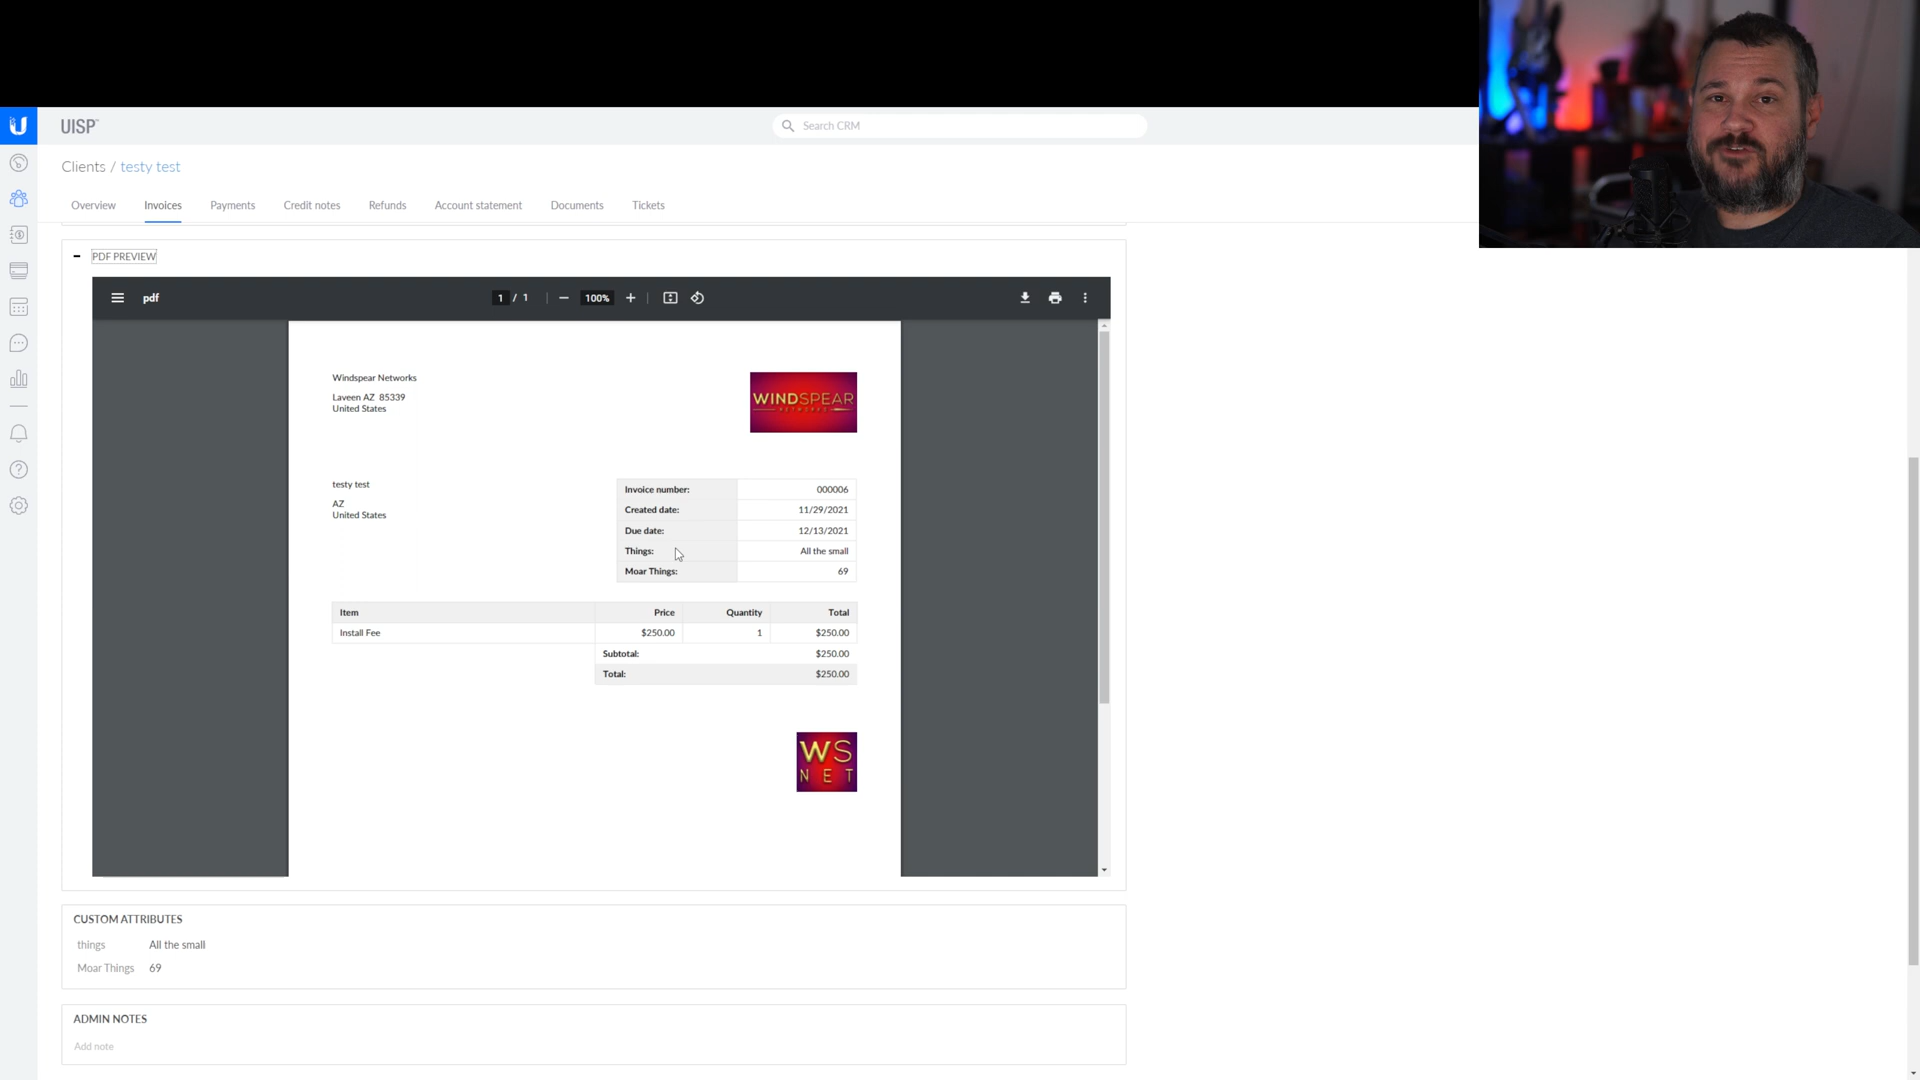 UISP™
Search CRM
Clients / testy test
Overview Invoices Payments Credit notes Refunds Account statement Documents Tickets
PDF PREVIEW
pdf 1 / 1 100%
Windspear Networks
Laveen AZ 85339
United States
WINDSPEAR
NETWORKS
testy test
AZ
United States
Invoice number: 000006
Created date: 11/29/2021
Due date: 12/13/2021
Things: All the small
Moar Things: 69
Item Price Quantity Total
Install Fee $250.00 1 $250.00
Subtotal: $250.00
Total: $250.00
WS
NET
CUSTOM ATTRIBUTES
things All the small
Moar Things 69
ADMIN NOTES
Add note